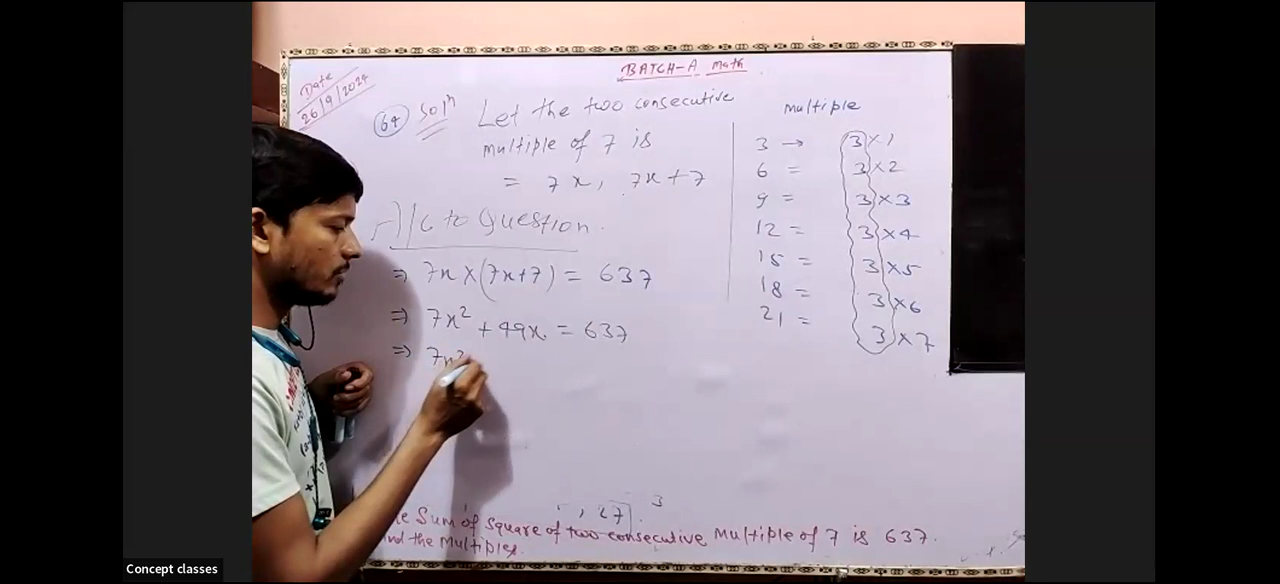 BATCH-A Math
Date
26/9/2024
64 Solⁿ Let the two consecutive
multiple of 7 is
= 7x, 7x+7
A/c to Question.
⇒ 7x×(7x+7) = 637
⇒ 7x² + 49x = 637
⇒ 7x²
multiple
3 → 3×1
6 = 3×2
9 = 3×3
12 = 3×4
15 = 3×5
18 = 3×6
21 = 3×7
, 27 3
Sum of Square of two consecutive multiple of 7 is 637.
the multiples.
Concept classes